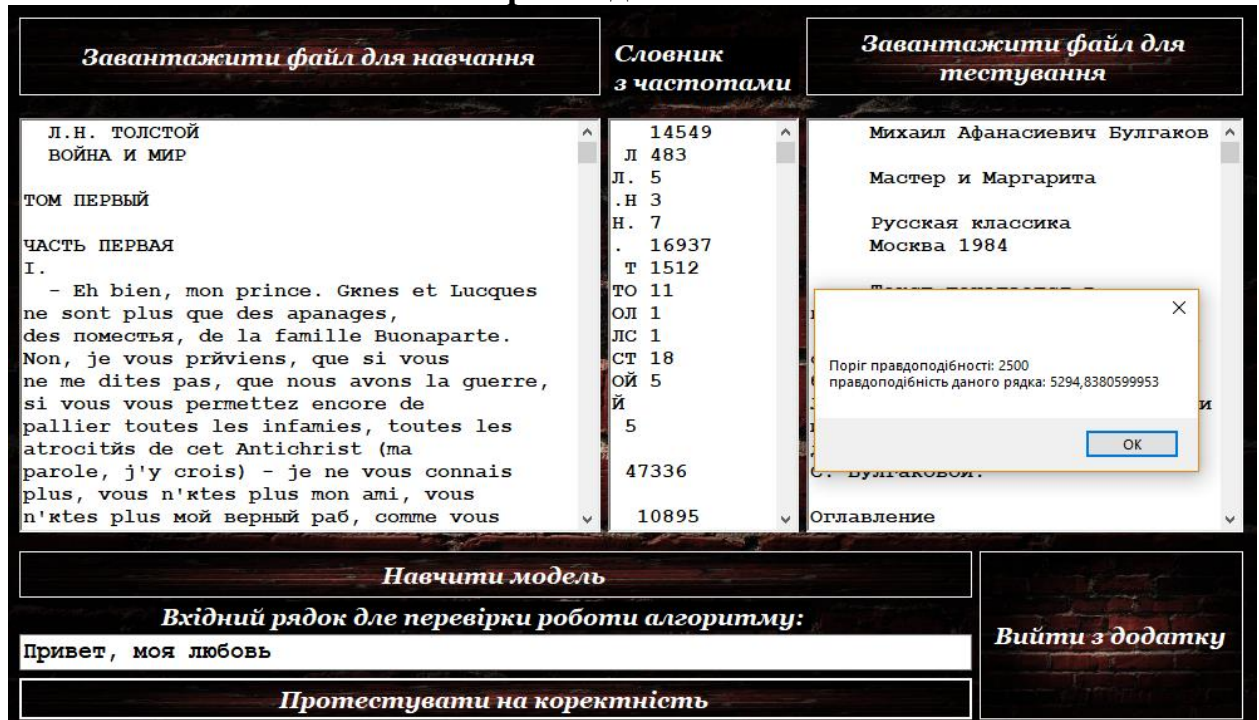 Завантажити файл для навчання
Словник
з частотами
Завантажити файл для
тестування
Л.Н. ТОЛСТОЙ
ВОЙНА И МИР
ТОМ ПЕРВЫЙ
ЧАСТЬ ПЕРВАЯ
I.
- Eh bien, mon prince. Gкnes et Lucques
ne sont plus que des apanages,
des поместья, de la famille Buonaparte.
Non, je vous prйviens, que si vous
ne me dites pas, que nous avons la guerre,
si vous vous permettez encore de
pallier toutes les infamies, toutes les
atrocitйs de cet Antichrist (ma
parole, j'y crois) - je ne vous connais
plus, vous n'кtes plus mon ami, vous
n'кtes plus мой верный раб, comme vous
14549
Л 483
Л. 5
.Н 3
Н. 7
. 16937
Т 1512
ТО 11
ОЛ 1
ЛС 1
СТ 18
ОЙ 5
Й
5
47336
10895
Михаил Афанасиевич Булгаков
Мастер и Маргарита
Русская классика
Москва 1984
Поріг правдоподібності: 2500
правдоподібність даного рядка: 5294,8380599953
OK
Оглавление
Навчити модель
Вхідний рядок дле перевірки роботи алгоритму:
Привет, моя любовь
Протестувати на коректність
Вийти з додатку